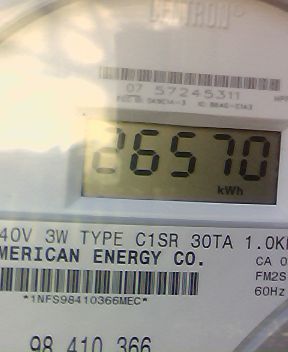 CENTRON®
07 57245311
26570
kWh
40V 3W TYPE C1SR 30TA 1.0K
MERICAN ENERGY CO.
CA 0
FM2S
60Hz
*1NFS98410366MEC*
98 410 366